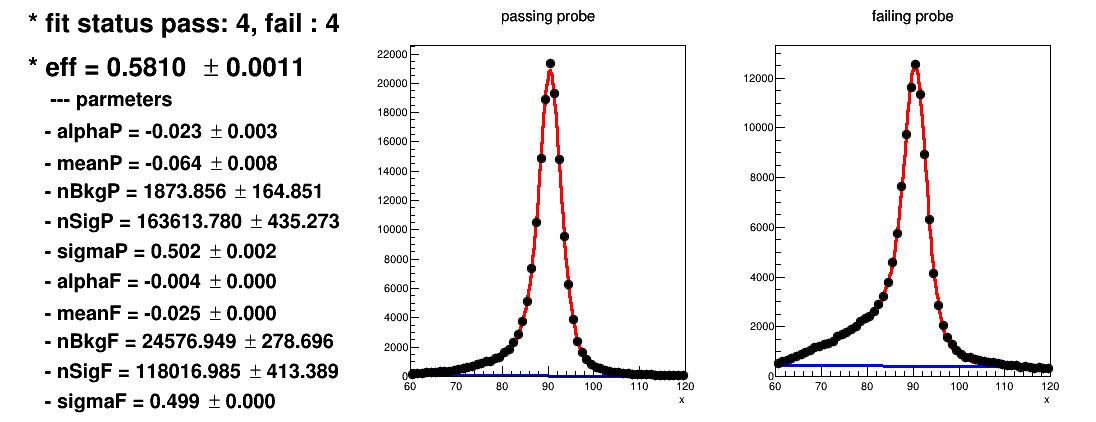 * fit status pass: 4, fail : 4
* eff = 0.5810 ± 0.0011
--- parmeters
- alphaP = -0.023 ± 0.003
- meanP = -0.064 ± 0.008
- nBkgP = 1873.856 ± 164.851
- nSigP = 163613.780 ± 435.273
- sigmaP = 0.502 ± 0.002
- alphaF = -0.004 ± 0.000
- meanF = -0.025 ± 0.000
- nBkgF = 24576.949 ± 278.696
- nSigF = 118016.985 ± 413.389
- sigmaF = 0.499 ± 0.000
passing probe
22000
20000
18000
16000
14000
12000
10000
8000
6000
4000
2000
0
60 70 80 90 100 110 120
x
failing probe
12000
10000
8000
6000
4000
2000
0
60 70 80 90 100 110 120
x